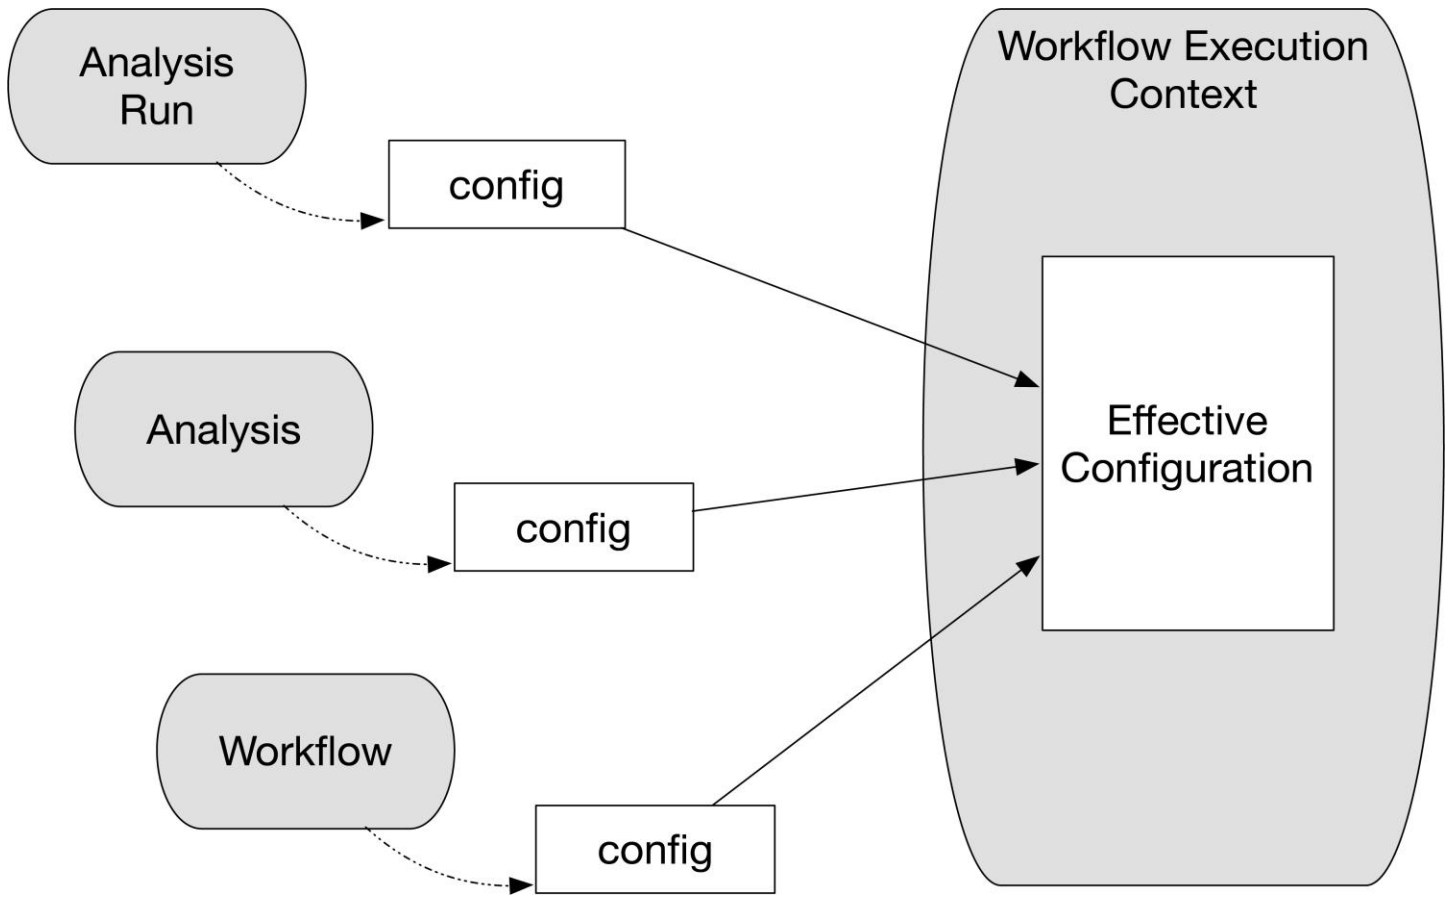 Analysis
Run
config
Analysis
config
Workflow
config
Workflow Execution
Context
Effective
Configuration